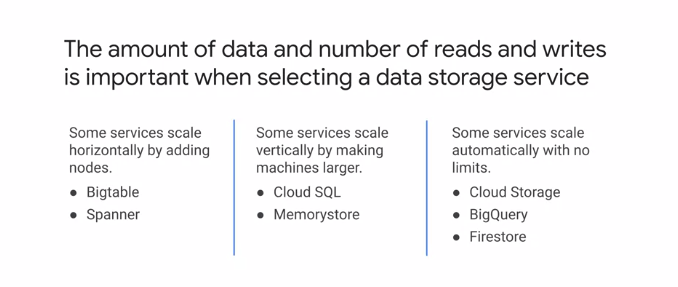 The amount of data and number of reads and writes
is important when selecting a data storage service
Some services scale
horizontally by adding
nodes.
● Bigtable
● Spanner
Some services scale
vertically by making
machines larger.
● Cloud SQL
● Memorystore
Some services scale
automatically with no
limits.
● Cloud Storage
● BigQuery
● Firestore